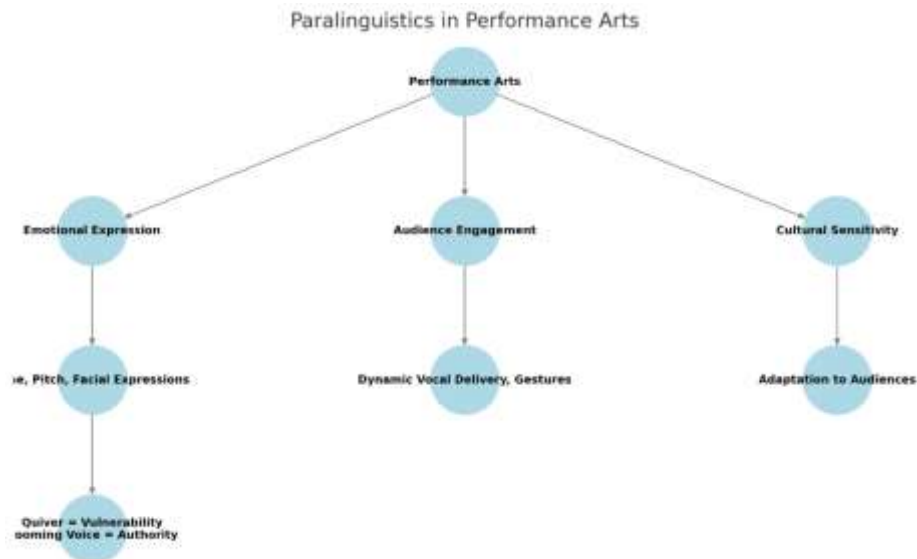 Paralinguistics in Performance Arts
Performance Arts
Emotional Expression
Audience Engagement
Cultural Sensitivity
e, Pitch, Facial Expressions
Dynamic Vocal Delivery, Gestures
Adaptation to Audiences
Quiver = Vulnerability
ooming Voice = Authority